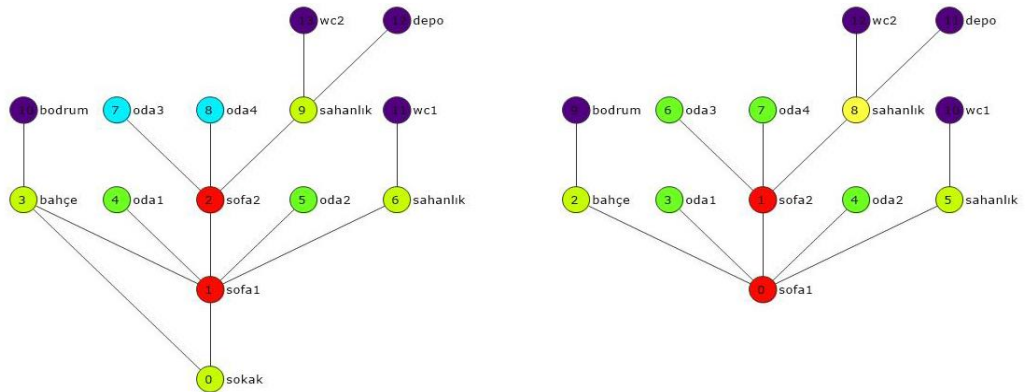 wc2 depo
bodrum 7 oda3 8 oda4 9 sahanlık wc1
3 bahçe 4 oda1 2 sofa2 5 oda2 6 sahanlık
1 sofa1
0 sokak
wc2 depo
bodrum 6 oda3 7 oda4 8 sahanlık wc1
2 bahçe 3 oda1 1 sofa2 4 oda2 5 sahanlık
0 sofa1